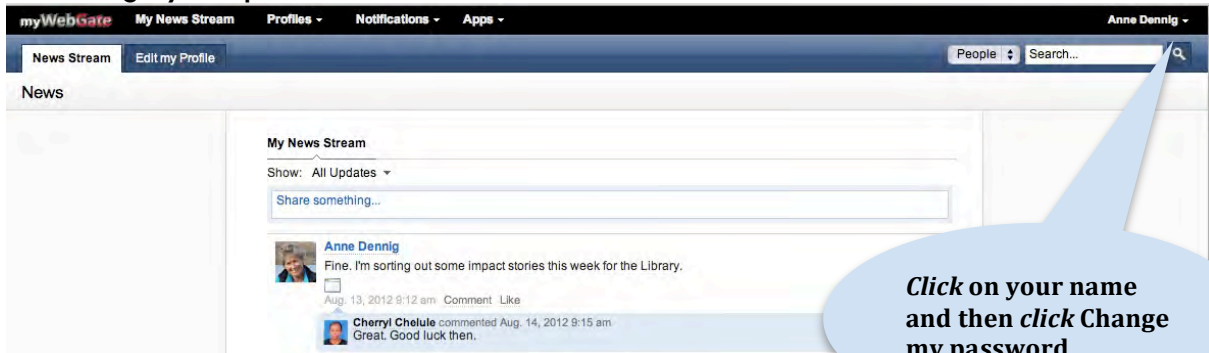 myWebGate My News Stream Profiles Notifications Apps Anne Dennig
News Stream Edit my Profile People Search...
News
My News Stream
Show: All Updates
Share something...
Anne Dennig
Fine. I'm sorting out some impact stories this week for the Library.
Aug. 13, 2012 9:12 am Comment Like
Cherryl Chelule commented Aug. 14, 2012 9:15 am
Great. Good luck then.
Click on your name
and then click Change
my password